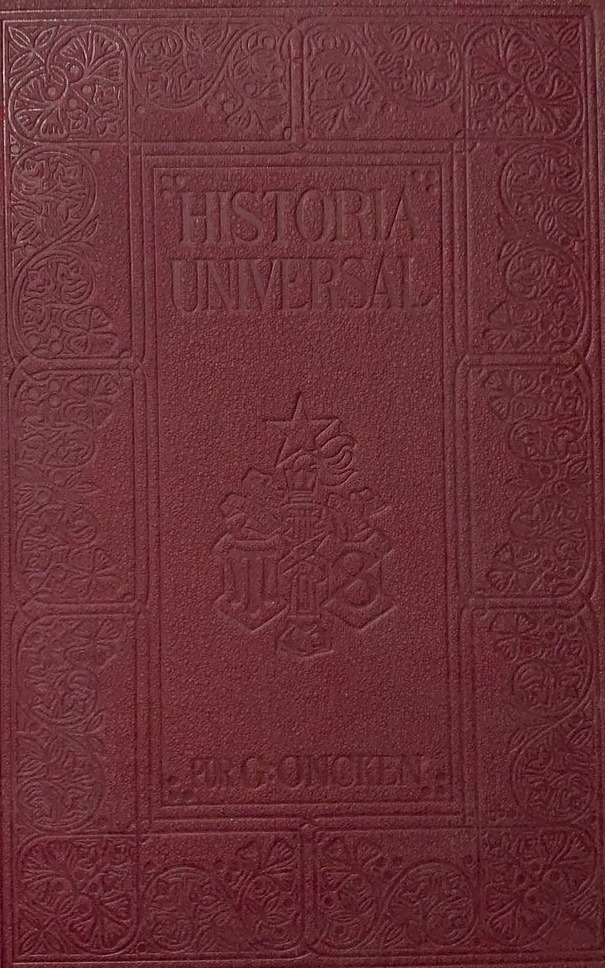 HISTORIA
UNIVERSAL
M S
POR G. ONCKEN